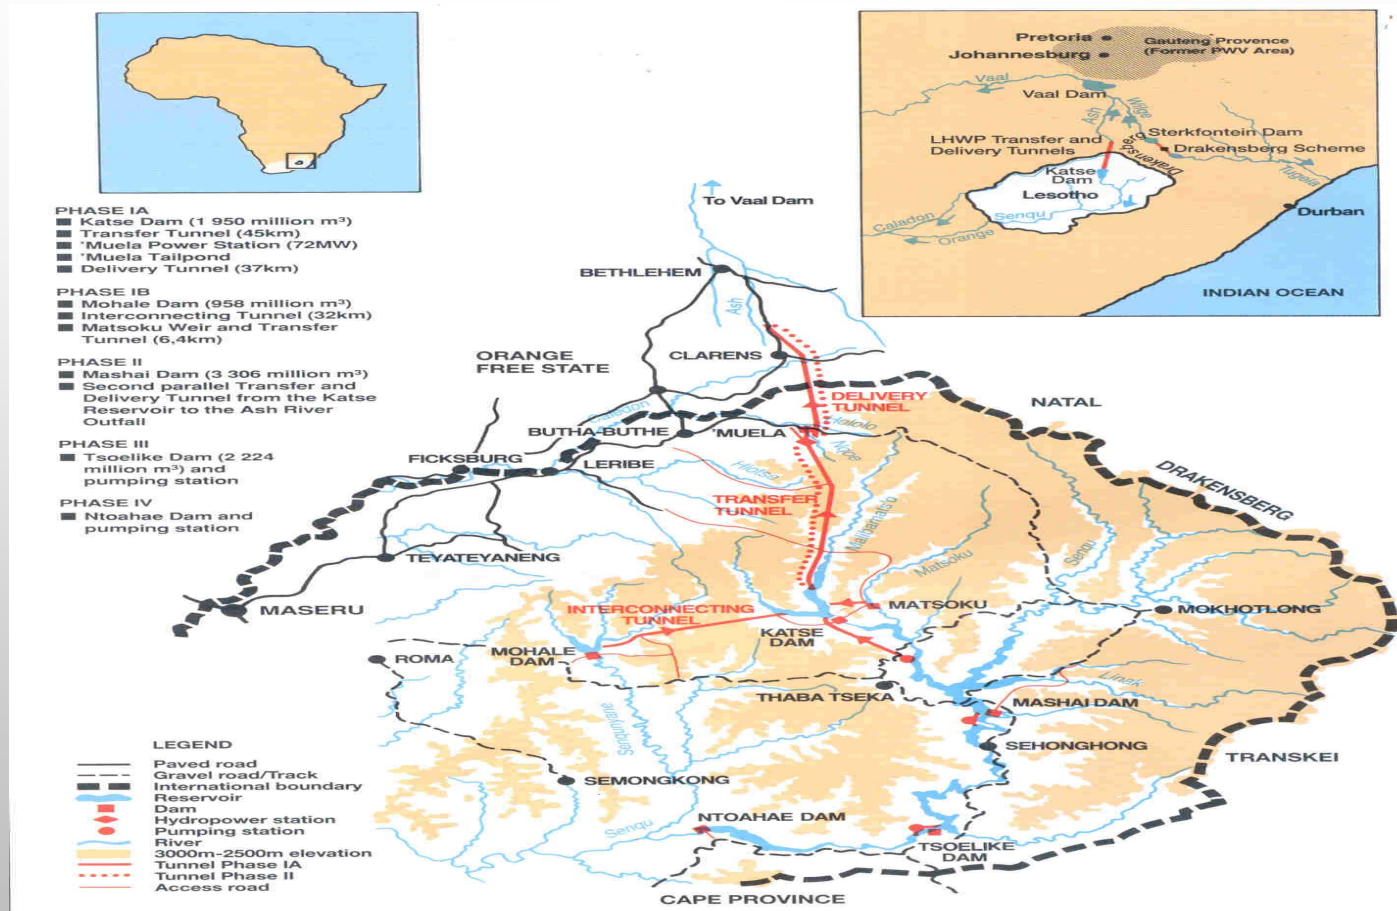 Pretoria
Johannesburg
Gauteng Provence
(Former PWV Area)
Vaal
Vaal Dam
Ash
Wilge
Sterkfontein Dam
LHWP Transfer and
Delivery Tunnels
Drakensberg
Drakensberg Scheme
Tugela
Katse
Dam
Lesotho
Senqu
Caladon
Orange
Durban
INDIAN OCEAN
PHASE IA
Katse Dam (1 950 million m³)
Transfer Tunnel (45km)
'Muela Power Station (72MW)
'Muela Tailpond
Delivery Tunnel (37km)
PHASE IB
Mohale Dam (958 million m³)
Interconnecting Tunnel (32km)
Matsoku Weir and Transfer
Tunnel (6,4km)
PHASE II
Mashai Dam (3 306 million m³)
Second parallel Transfer and
Delivery Tunnel from the Katse
Reservoir to the Ash River
Outfall
PHASE III
Tsoelike Dam (2 224
million m³) and
pumping station
PHASE IV
Ntoahae Dam and
pumping station
To Vaal Dam
BETHLEHEM
Ash
ORANGE
FREE STATE
CLARENS
DELIVERY
TUNNEL
Caledon
Hololo
NATAL
BUTHA-BUTHE
'MUELA
Ngoe
FICKSBURG
LERIBE
Hlotse
DRAKENSBERG
TRANSFER
TUNNEL
Malibamats'o
TEYATEYANENG
Matsoku
Senqu
MASERU
INTERCONNECTING
TUNNEL
MATSOKU
MOKHOTLONG
KATSE
DAM
ROMA
MOHALE
DAM
Linak
THABA TSEKA
MASHAI DAM
Senqunyane
SEHONGHONG
TRANSKEI
SEMONGKONG
NTOAHAE DAM
Senqu
TSOELIKE
DAM
CAPE PROVINCE
LEGEND
Paved road
Gravel road/Track
International boundary
Reservoir
Dam
Hydropower station
Pumping station
River
3000m-2500m elevation
Tunnel Phase IA
Tunnel Phase II
Access road